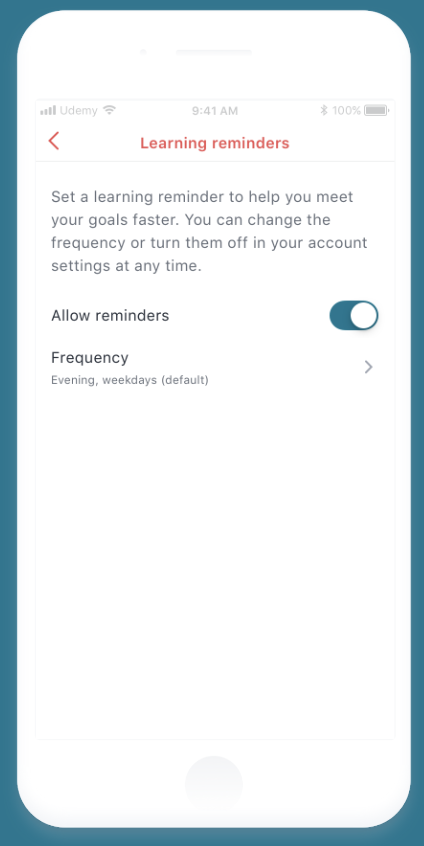 Udemy 9:41 AM 100%
Learning reminders
Set a learning reminder to help you meet
your goals faster. You can change the
frequency or turn them off in your account
settings at any time.
Allow reminders
Frequency
Evening, weekdays (default)